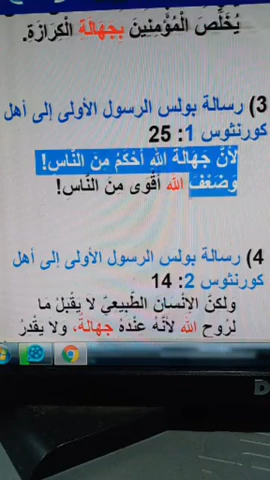 يُخَلِّصَ الْمُؤْمِنِينَ بِجَهَالَةِ الْكِرَازَةِ.
3) رسالة بولس الرسول الأولى إلى أهل
كورنثوس 1: 25
لأَنَّ جَهَالَةَ اللهِ أَحْكَمُ مِنَ النَّاسِ!
وَضَعْفَ اللهِ أَقْوَى مِنَ النَّاسِ!
4) رسالة بولس الرسول الأولى إلى أهل
كورنثوس 2: 14
وَلكِنَّ الإِنْسَانَ الطَّبِيعِيَّ لاَ يَقْبَلُ مَا
لِرُوحِ اللهِ لأَنَّهُ عِنْدَهُ جَهَالَةٌ، وَلاَ يَقْدِرُ